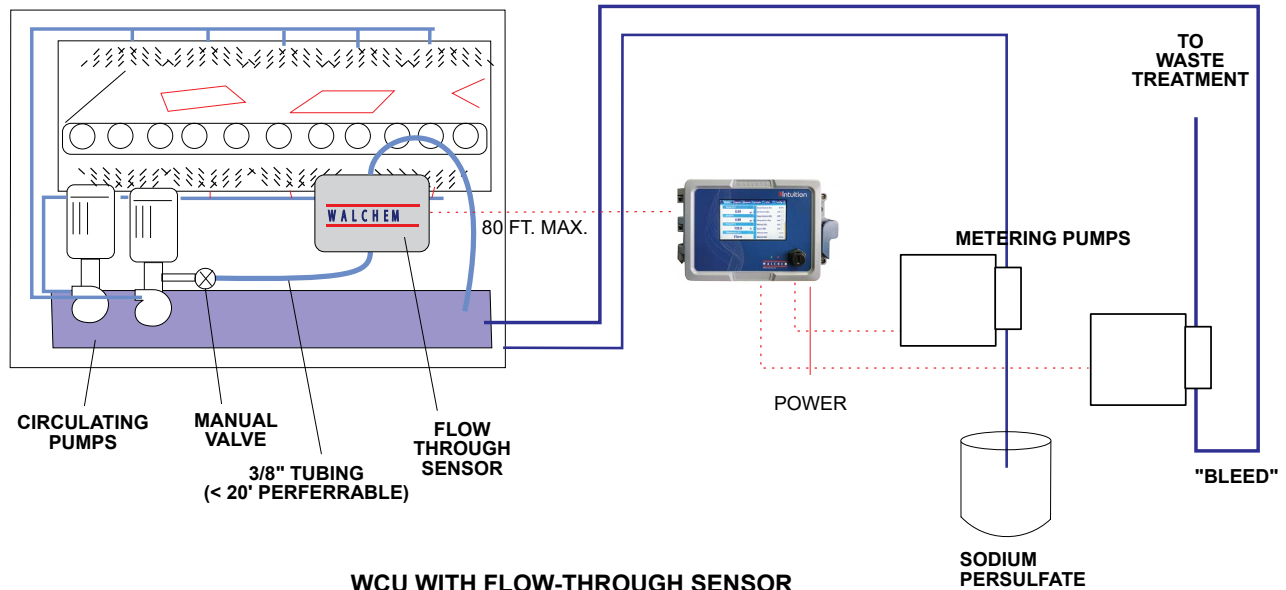 TO
WASTE
TREATMENT
Intuition
WALCHEM
80 FT. MAX.
METERING PUMPS
POWER
CIRCULATING
PUMPS
MANUAL
VALVE
FLOW
THROUGH
SENSOR
3/8" TUBING
(< 20' PERFERRABLE)
"BLEED"
SODIUM
PERSULFATE
WCU WITH FLOW-THROUGH SENSOR